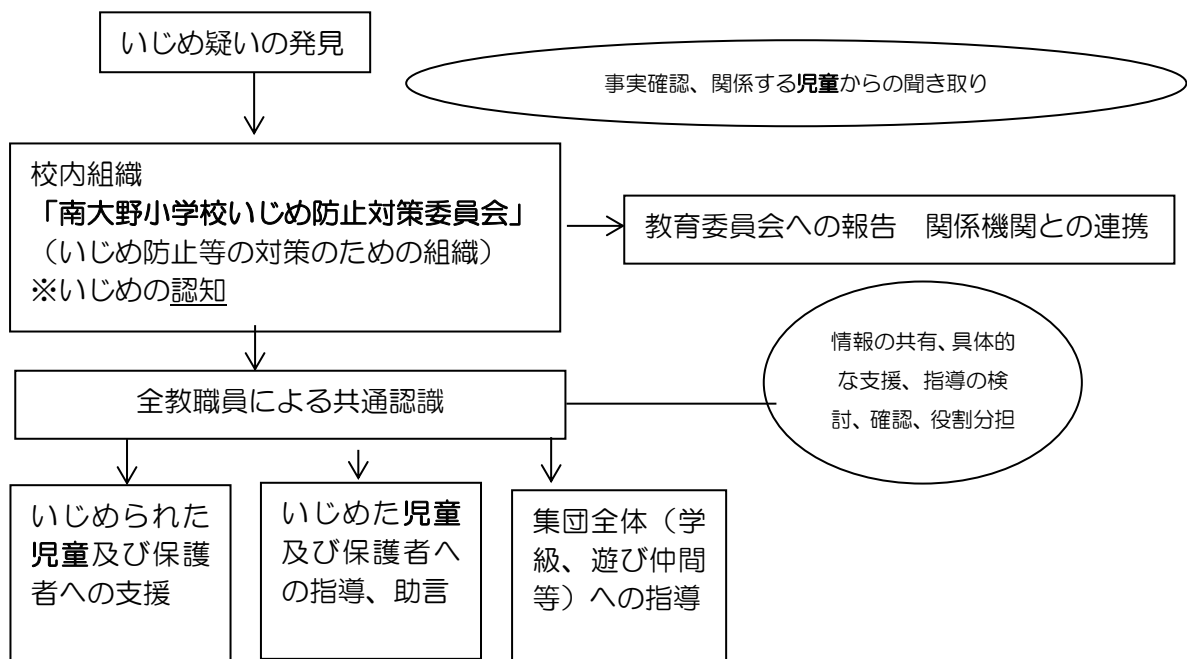 いじめ疑いの発見
事実確認、関係する児童からの聞き取り
校内組織
「南大野小学校いじめ防止対策委員会」
（いじめ防止等の対策のための組織）
※いじめの認知
教育委員会への報告　関係機関との連携
情報の共有、具体的
な支援、指導の検
討、確認、役割分担
全教職員による共通認識
いじめられた
児童及び保護
者への支援
いじめた児童
及び保護者へ
の指導、助言
集団全体（学
級、遊び仲間
等）への指導